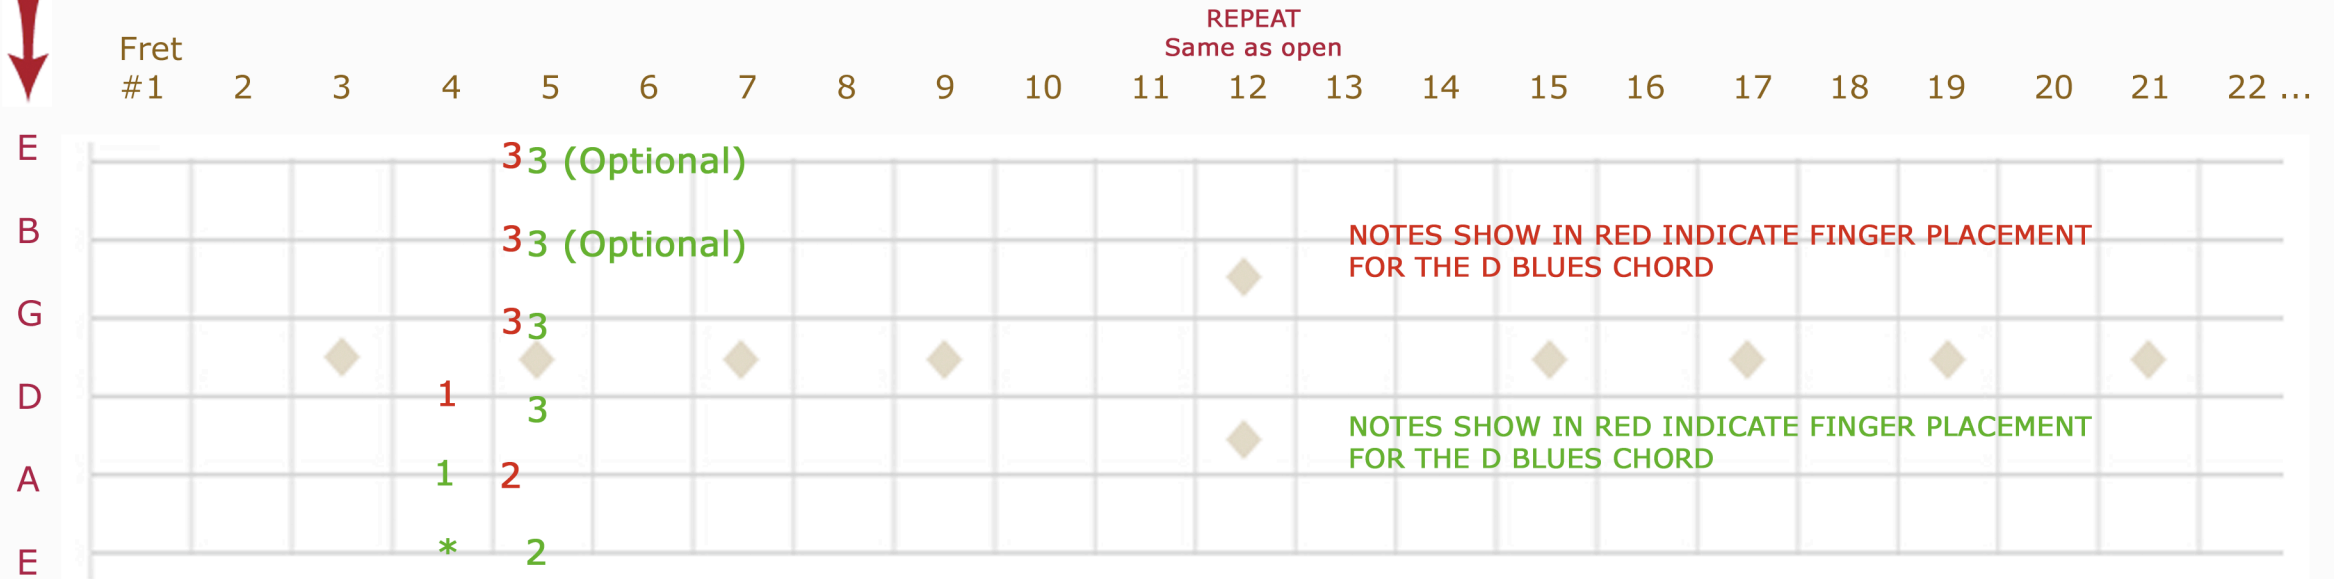 REPEAT
Same as open
Fret
#1 2 3 4 5 6 7 8 9 10 11 12 13 14 15 16 17 18 19 20 21 22 ...
E 3 3 (Optional)
B 3 3 (Optional)
NOTES SHOW IN RED INDICATE FINGER PLACEMENT
FOR THE D BLUES CHORD
G 3 3
D 1 3
NOTES SHOW IN RED INDICATE FINGER PLACEMENT
FOR THE D BLUES CHORD
A 1 2
E * 2